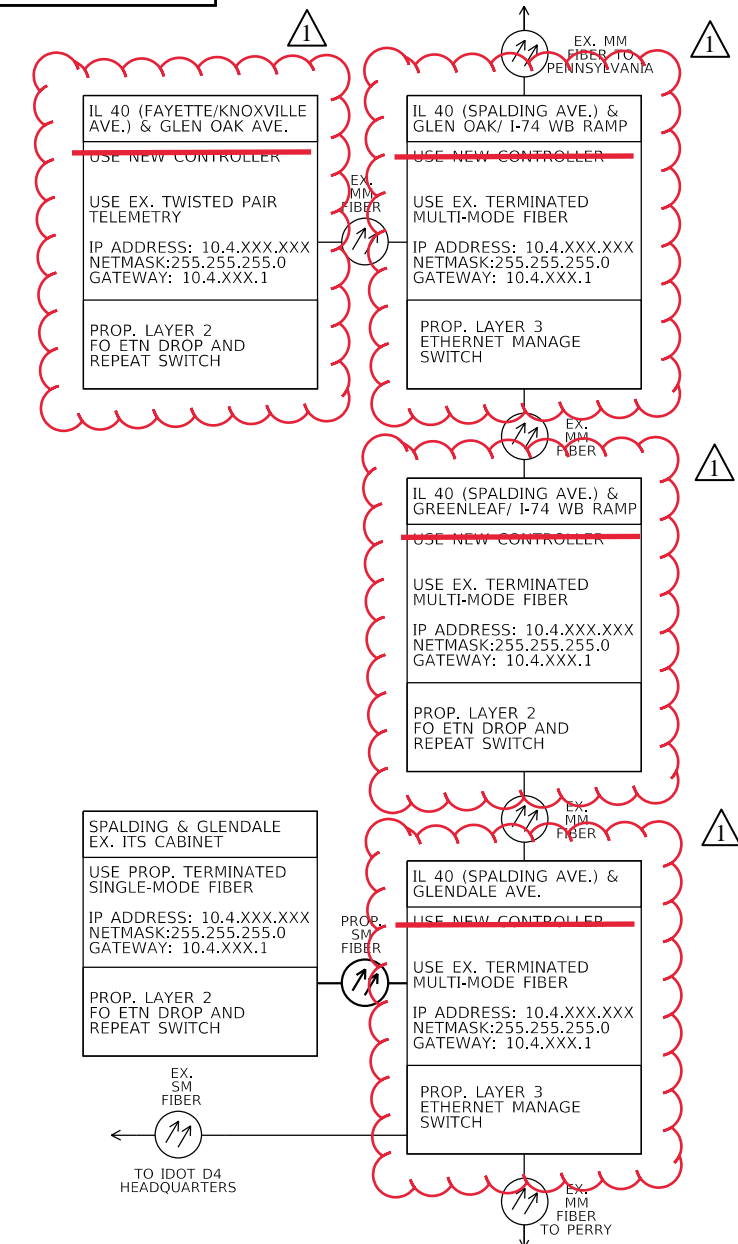 1
EX. MM
FIBER TO
PENNSYLVANIA
1
IL 40 (FAYETTE/KNOXVILLE
AVE.) & GLEN OAK AVE.
USE NEW CONTROLLER
USE EX. TWISTED PAIR
TELEMETRY
IP ADDRESS: 10.4.XXX.XXX
NETMASK:255.255.255.0
GATEWAY: 10.4.XXX.1
PROP. LAYER 2
FO ETN DROP AND
REPEAT SWITCH
EX.
MM
FIBER
IL 40 (SPALDING AVE.) &
GLEN OAK/ I-74 WB RAMP
USE NEW CONTROLLER
USE EX. TERMINATED
MULTI-MODE FIBER
IP ADDRESS: 10.4.XXX.XXX
NETMASK:255.255.255.0
GATEWAY: 10.4.XXX.1
PROP. LAYER 3
ETHERNET MANAGE
SWITCH
EX.
MM
FIBER
1
IL 40 (SPALDING AVE.) &
GREENLEAF/ I-74 WB RAMP
USE NEW CONTROLLER
USE EX. TERMINATED
MULTI-MODE FIBER
IP ADDRESS: 10.4.XXX.XXX
NETMASK:255.255.255.0
GATEWAY: 10.4.XXX.1
PROP. LAYER 2
FO ETN DROP AND
REPEAT SWITCH
EX.
MM
FIBER
1
SPALDING & GLENDALE
EX. ITS CABINET
USE PROP. TERMINATED
SINGLE-MODE FIBER
IP ADDRESS: 10.4.XXX.XXX
NETMASK:255.255.255.0
GATEWAY: 10.4.XXX.1
PROP. LAYER 2
FO ETN DROP AND
REPEAT SWITCH
PROP.
SM
FIBER
IL 40 (SPALDING AVE.) &
GLENDALE AVE.
USE NEW CONTROLLER
USE EX. TERMINATED
MULTI-MODE FIBER
IP ADDRESS: 10.4.XXX.XXX
NETMASK:255.255.255.0
GATEWAY: 10.4.XXX.1
PROP. LAYER 3
ETHERNET MANAGE
SWITCH
EX.
SM
FIBER
TO IDOT D4
HEADQUARTERS
EX.
MM
FIBER
TO PERRY